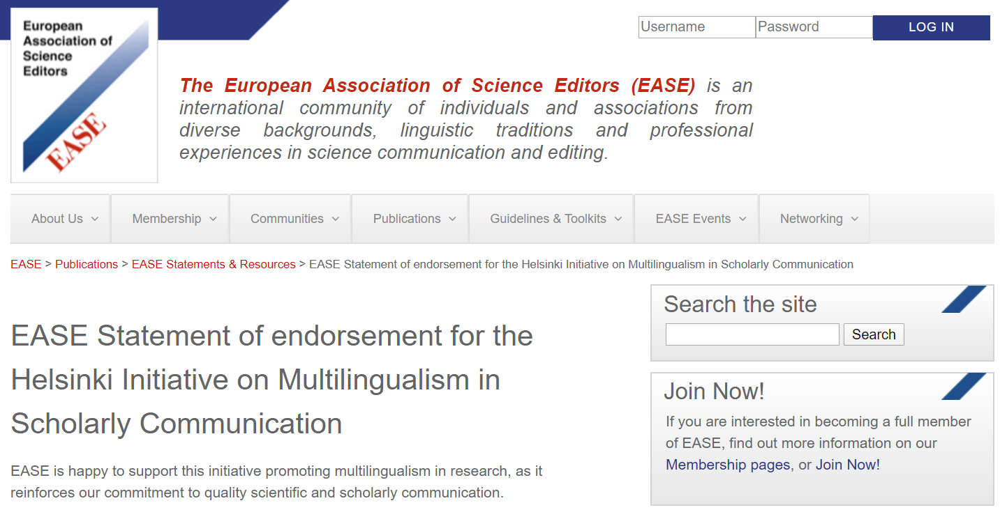 European
Association of
Science
Editors
EASE
Username
Password
LOG IN
The European Association of Science Editors (EASE) is an
international community of individuals and associations from
diverse backgrounds, linguistic traditions and professional
experiences in science communication and editing.
About Us
Membership
Communities
Publications
Guidelines & Toolkits
EASE Events
Networking
EASE > Publications > EASE Statements & Resources > EASE Statement of endorsement for the Helsinki Initiative on Multilingualism in Scholarly Communication
EASE Statement of endorsement for the
Helsinki Initiative on Multilingualism in
Scholarly Communication
EASE is happy to support this initiative promoting multilingualism in research, as it
reinforces our commitment to quality scientific and scholarly communication.
Search the site
Search
Join Now!
If you are interested in becoming a full member
of EASE, find out more information on our
Membership pages, or Join Now!